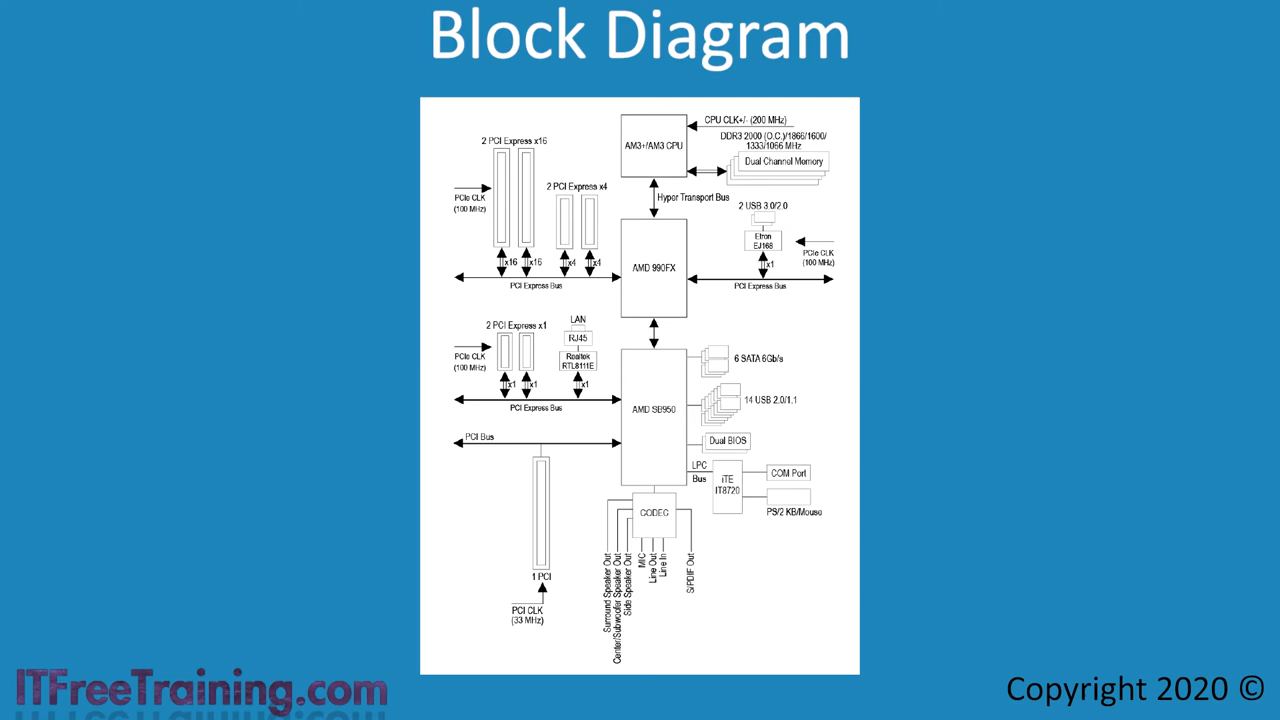 Block Diagram
CPU CLK+/- (200 MHz)
AM3+/AM3 CPU
DDR3 2000 (O.C.)/1866/1600/
1333/1066 MHz
Dual Channel Memory
Hyper Transport Bus
2 PCI Express x16
PCIe CLK
(100 MHz)
2 PCI Express x4
x16
x16
x4
x4
PCI Express Bus
AMD 990FX
2 USB 3.0/2.0
Etron
EJ168
PCIe CLK
(100 MHz)
x1
PCI Express Bus
2 PCI Express x1
PCIe CLK
(100 MHz)
LAN
RJ45
Realtek
RTL8111E
x1
x1
x1
PCI Express Bus
AMD SB950
6 SATA 6Gb/s
14 USB 2.0/1.1
Dual BIOS
PCI Bus
LPC
Bus
iTE
IT8720
COM Port
PS/2 KB/Mouse
CODEC
Surround Speaker Out
Center/Subwoofer Speaker Out
Side Speaker Out
MIC
Line Out
Line In
S/PDIF Out
1 PCI
PCI CLK
(33 MHz)
ITFreeTraining.com
Copyright 2020 ©